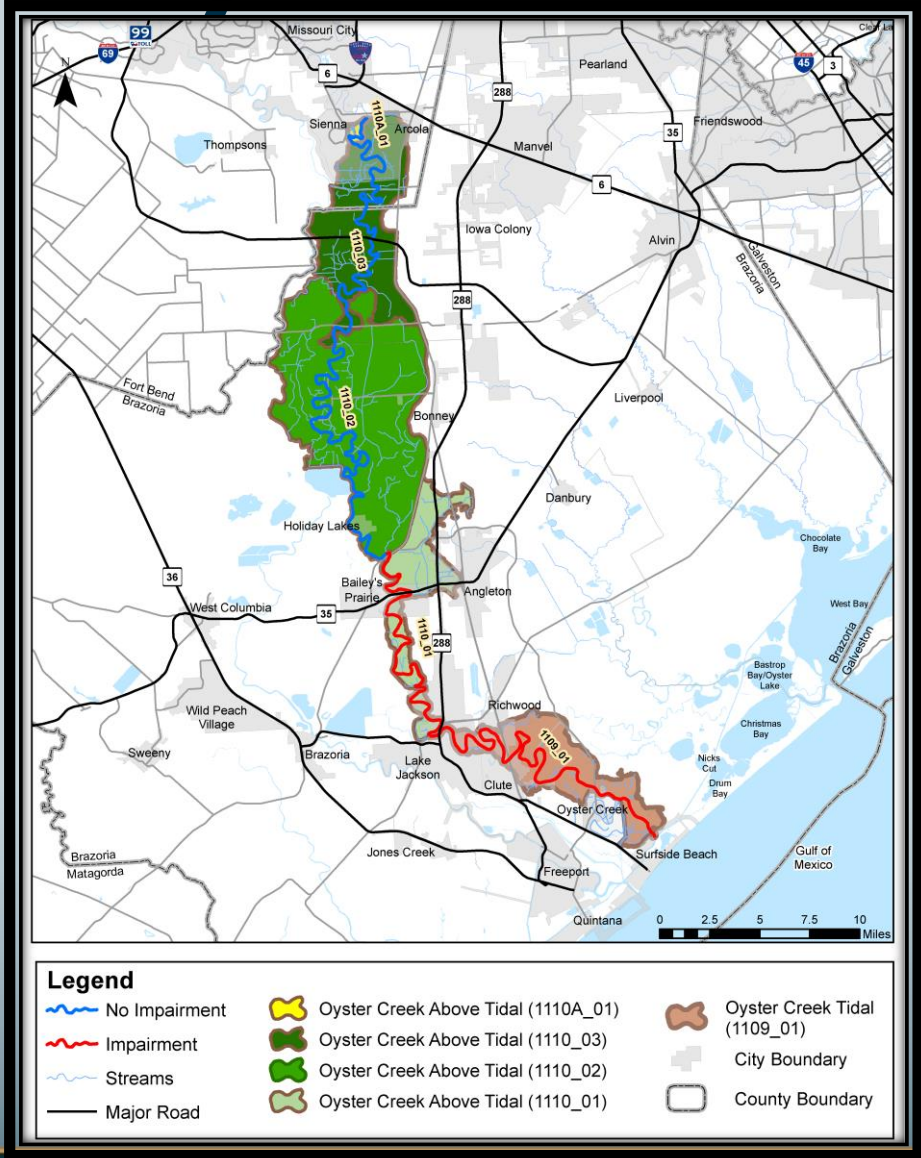 Missouri City
99
TOLL
69
6
45
3
Pearland
N
288
1110A_01
Sienna
Arcola
35
Friendswood
Thompsons
Manvel
6
Iowa Colony
Alvin
1110_03
Galveston
Brazoria
288
Fort Bend
Brazoria
1110_02
Liverpool
Bonney
Danbury
Holiday Lakes
Chocolate
Bay
36
Bailey's
Prairie
Angleton
West Columbia
35
West Bay
1110_01
288
Brazoria
Galveston
Bastrop
Bay/Oyster
Lake
Richwood
Wild Peach
Village
Christmas
Bay
1109_01
Sweeny
Brazoria
Lake
Jackson
Nicks
Cut
Clute
Drum
Bay
Oyster Creek
Brazoria
Matagorda
Jones Creek
Surfside Beach
Gulf of
Mexico
Freeport
Quintana
0 2.5 5 7.5 10
Miles
Legend
No Impairment
Impairment
Streams
Major Road
Oyster Creek Above Tidal (1110A_01)
Oyster Creek Above Tidal (1110_03)
Oyster Creek Above Tidal (1110_02)
Oyster Creek Above Tidal (1110_01)
Oyster Creek Tidal
(1109_01)
City Boundary
County Boundary